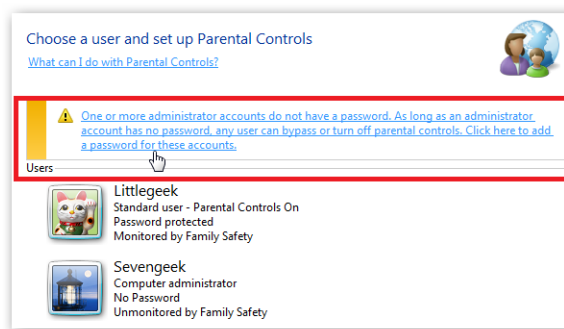 Choose a user and set up Parental Controls
What can I do with Parental Controls?
One or more administrator accounts do not have a password. As long as an administrator
account has no password, any user can bypass or turn off parental controls. Click here to add
a password for these accounts.
Users
Littlegeek
Standard user - Parental Controls On
Password protected
Monitored by Family Safety
Sevengeek
Computer administrator
No Password
Unmonitored by Family Safety